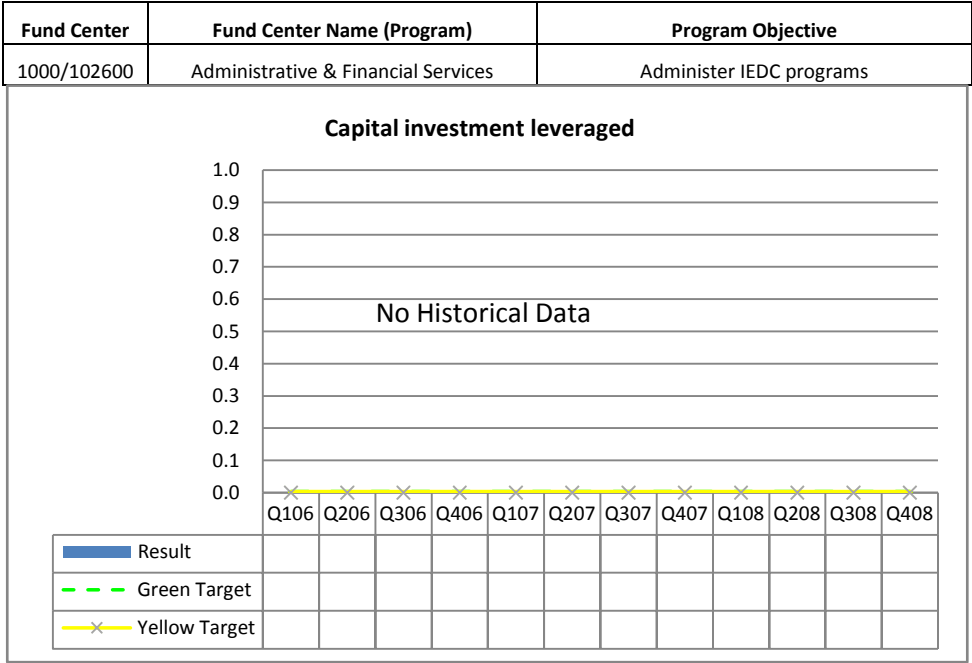 Fund Center Fund Center Name (Program) Program Objective
1000/102600 Administrative & Financial Services Administer IEDC programs
Capital investment leveraged
1.0
0.9
0.8
0.7
0.6
No Historical Data
0.5
0.4
0.3
0.2
0.1
0.0
Q106 Q206 Q306 Q406 Q107 Q207 Q307 Q407 Q108 Q208 Q308 Q408
Result
Green Target
Yellow Target